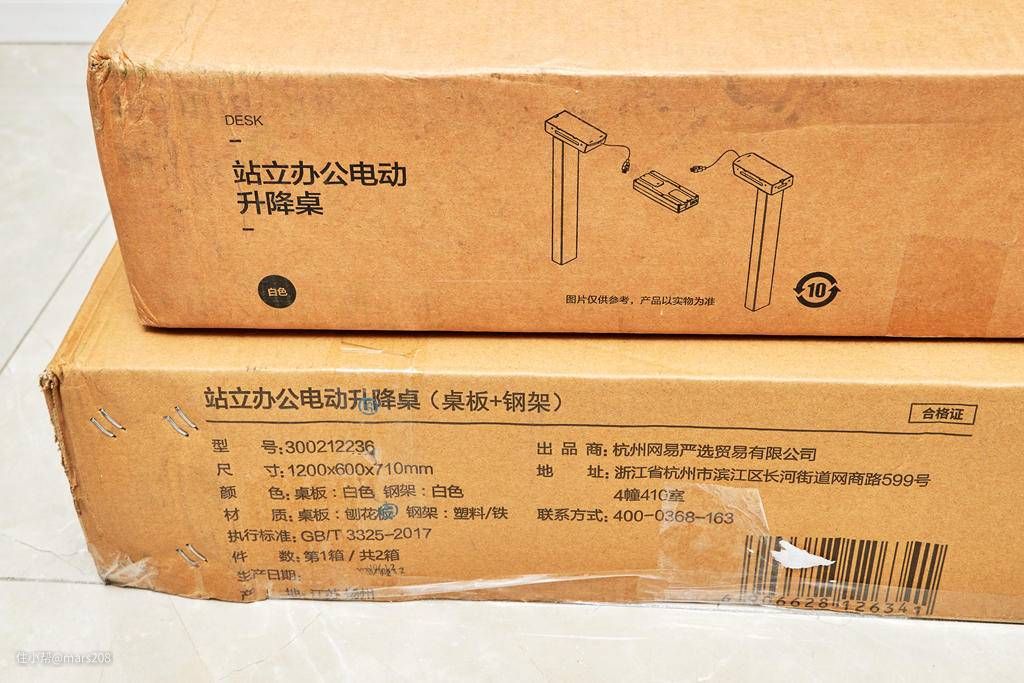 DESK
站立办公电动
升降桌
白色
图片仅供参考，产品以实物为准
10
站立办公电动升降桌（桌板+钢架）
合格证
型 号:300212236
尺 寸:1200x600x710mm
颜 色:桌板：白色 钢架：白色
材 质:桌板：刨花板 钢架：塑料/铁
执行标准:GB/T 3325-2017
件 数:第1箱 / 共2箱
生产日期:
产
出 品 商:杭州网易严选贸易有限公司
地 址:浙江省杭州市滨江区长河街道网商路599号
4幢410室
联系方式:400-0368-163
住小帮@mars208